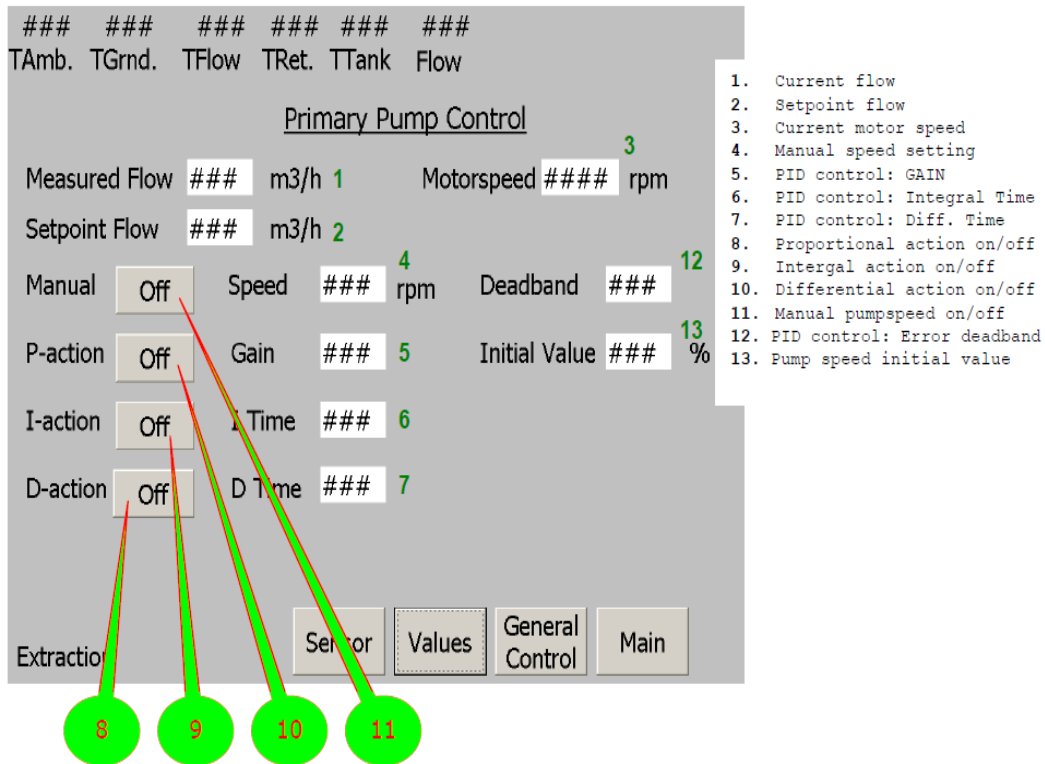 ### ### ### ### ### ###
TAmb. TGrnd. TFlow TRet. TTank Flow
Primary Pump Control
Measured Flow ### m3/h 1 Motorspeed #### rpm 3
Setpoint Flow ### m3/h 2
Manual Off Speed ### rpm 4 Deadband ### 12
P-action Off Gain ### 5 Initial Value ### % 13
I-action Off I Time ### 6
D-action Off D Time ### 7
Extraction Sensor Values General Control Main
8 9 10 11
1. Current flow
2. Setpoint flow
3. Current motor speed
4. Manual speed setting
5. PID control: GAIN
6. PID control: Integral Time
7. PID control: Diff. Time
8. Proportional action on/off
9. Intergal action on/off
10. Differential action on/off
11. Manual pumpspeed on/off
12. PID control: Error deadband
13. Pump speed initial value